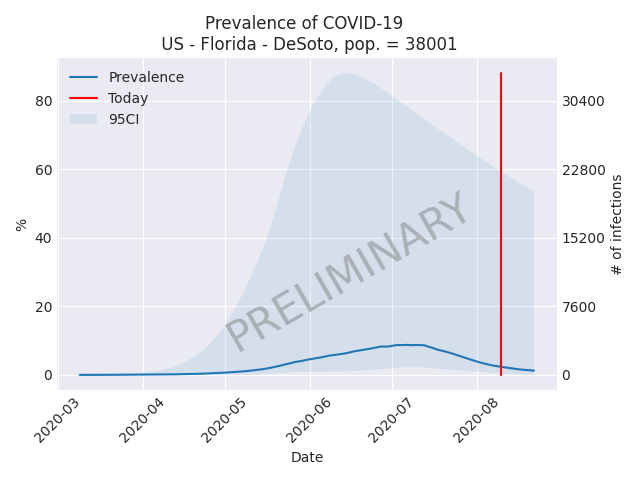 Prevalence of COVID-19
US - Florida - DeSoto, pop. = 38001
Prevalence
Today
95CI
80
60
40
20
0
%
30400
22800
15200
7600
0
# of infections
PRELIMINARY
2020-03
2020-04
2020-05
2020-06
2020-07
2020-08
Date